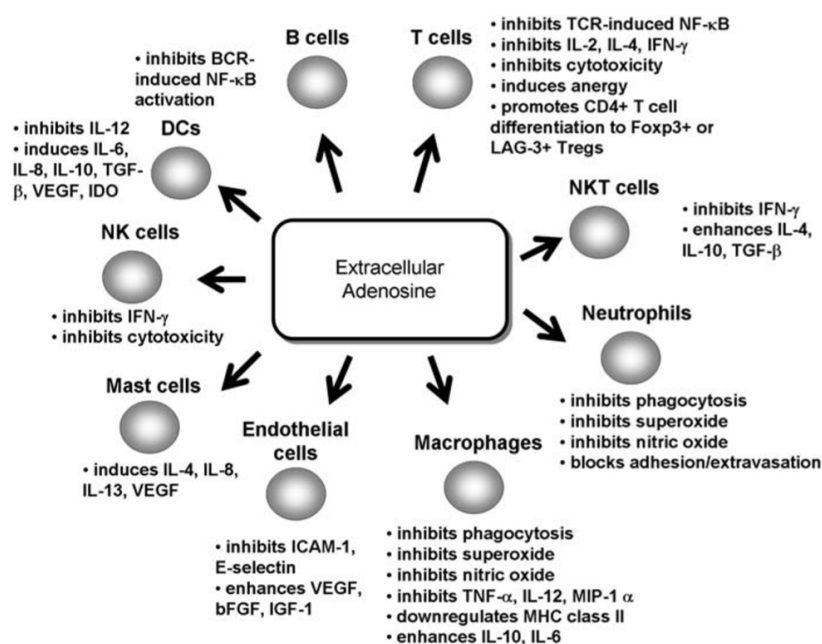 B cells
• inhibits BCR-
induced NF-κB
activation
T cells
• inhibits TCR-induced NF-κB
• inhibits IL-2, IL-4, IFN-γ
• inhibits cytotoxicity
• induces anergy
• promotes CD4+ T cell
differentiation to Foxp3+ or
LAG-3+ Tregs
DCs
• inhibits IL-12
• induces IL-6,
IL-8, IL-10, TGF-
β, VEGF, IDO
NKT cells
• inhibits IFN-γ
• enhances IL-4,
IL-10, TGF-β
NK cells
• inhibits IFN-γ
• inhibits cytotoxicity
Extracellular
Adenosine
Neutrophils
• inhibits phagocytosis
• inhibits superoxide
• inhibits nitric oxide
• blocks adhesion/extravasation
Mast cells
• induces IL-4, IL-8,
IL-13, VEGF
Endothelial
cells
• inhibits ICAM-1,
E-selectin
• enhances VEGF,
bFGF, IGF-1
Macrophages
• inhibits phagocytosis
• inhibits superoxide
• inhibits nitric oxide
• inhibits TNF-α, IL-12, MIP-1 α
• downregulates MHC class II
• enhances IL-10, IL-6